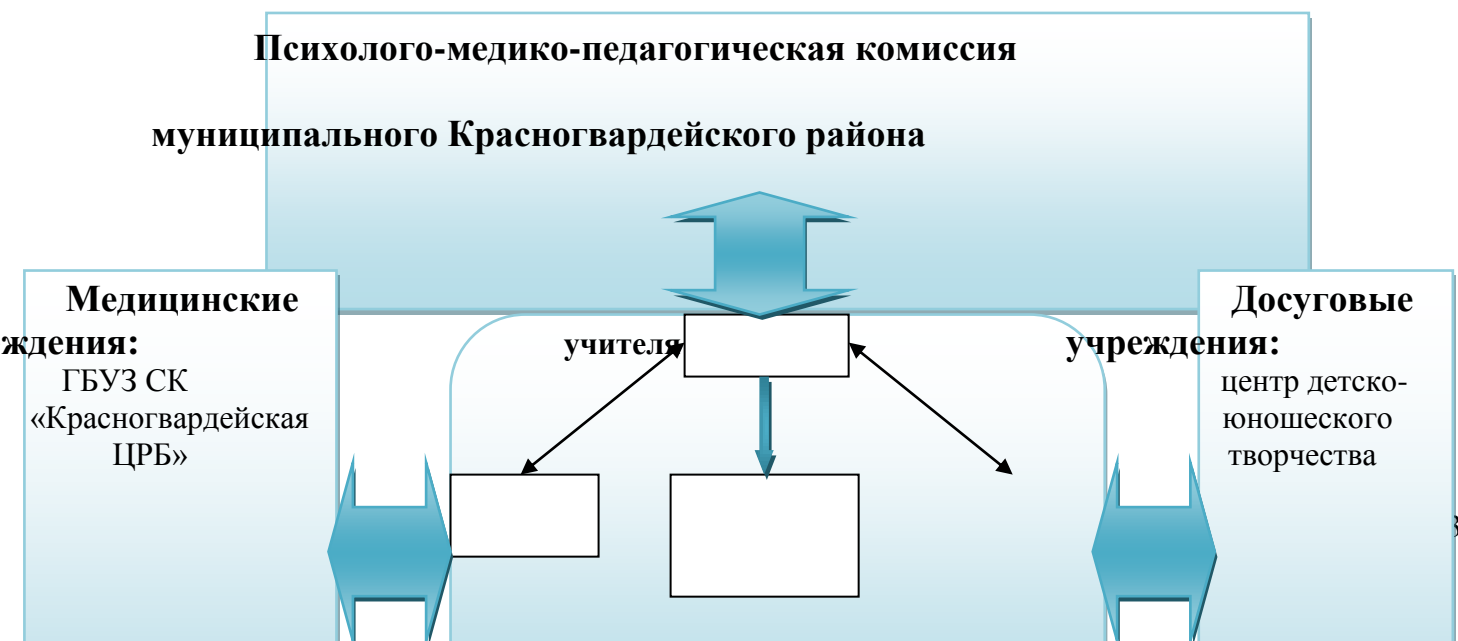 Психолого-медико-педагогическая комиссия
муниципального Красногвардейского района
Медицинские
ждения:
ГБУЗ СК
«Красногвардейская
ЦРБ»
учителя
Досуговые
учреждения:
центр детско-
юношеского
творчества